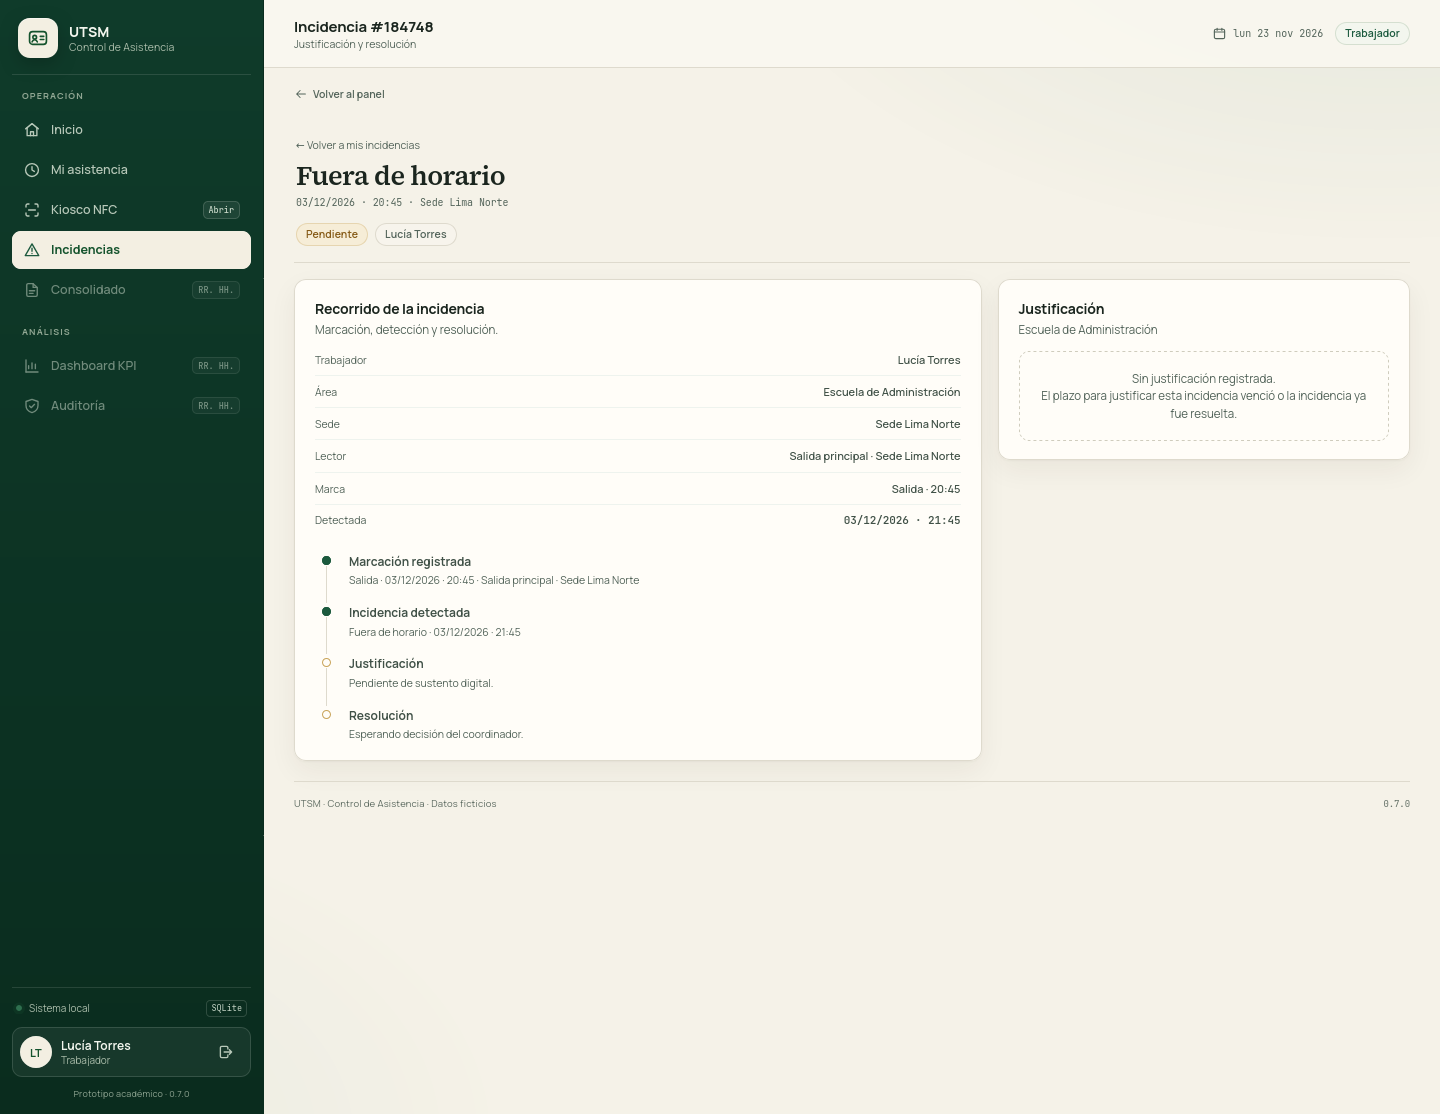 UTSM
Control de Asistencia
OPERACIÓN
Inicio
Mi asistencia
Kiosco NFC
Abrir
Incidencias
Consolidado
RR. HH.
ANÁLISIS
Dashboard KPI
RR. HH.
Auditoría
RR. HH.
Sistema local
SQLite
LT
Lucía Torres
Trabajador
Prototipo académico · 0.7.0
Incidencia #184748
Justificación y resolución
lun 23 nov 2026
Trabajador
Volver al panel
← Volver a mis incidencias
Fuera de horario
03/12/2026 · 20:45 · Sede Lima Norte
Pendiente
Lucía Torres
Recorrido de la incidencia
Marcación, detección y resolución.
Trabajador
Lucía Torres
Área
Escuela de Administración
Sede
Sede Lima Norte
Lector
Salida principal · Sede Lima Norte
Marca
Salida · 20:45
Detectada
03/12/2026 · 21:45
Marcación registrada
Salida · 03/12/2026 · 20:45 · Salida principal · Sede Lima Norte
Incidencia detectada
Fuera de horario · 03/12/2026 · 21:45
Justificación
Pendiente de sustento digital.
Resolución
Esperando decisión del coordinador.
Justificación
Escuela de Administración
Sin justificación registrada.
El plazo para justificar esta incidencia venció o la incidencia ya
fue resuelta.
UTSM · Control de Asistencia · Datos ficticios
0.7.0